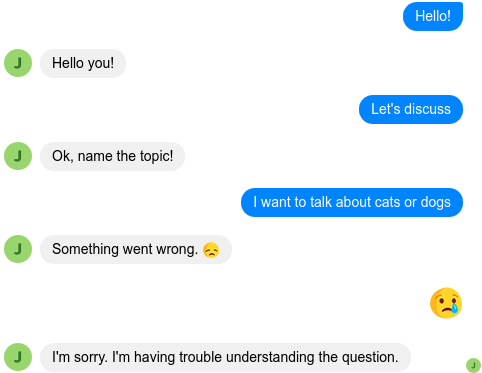 Hello!
J
Hello you!
Let's discuss
J
Ok, name the topic!
I want to talk about cats or dogs
J
Something went wrong. 😞
😢
J
I'm sorry. I'm having trouble understanding the question.
J